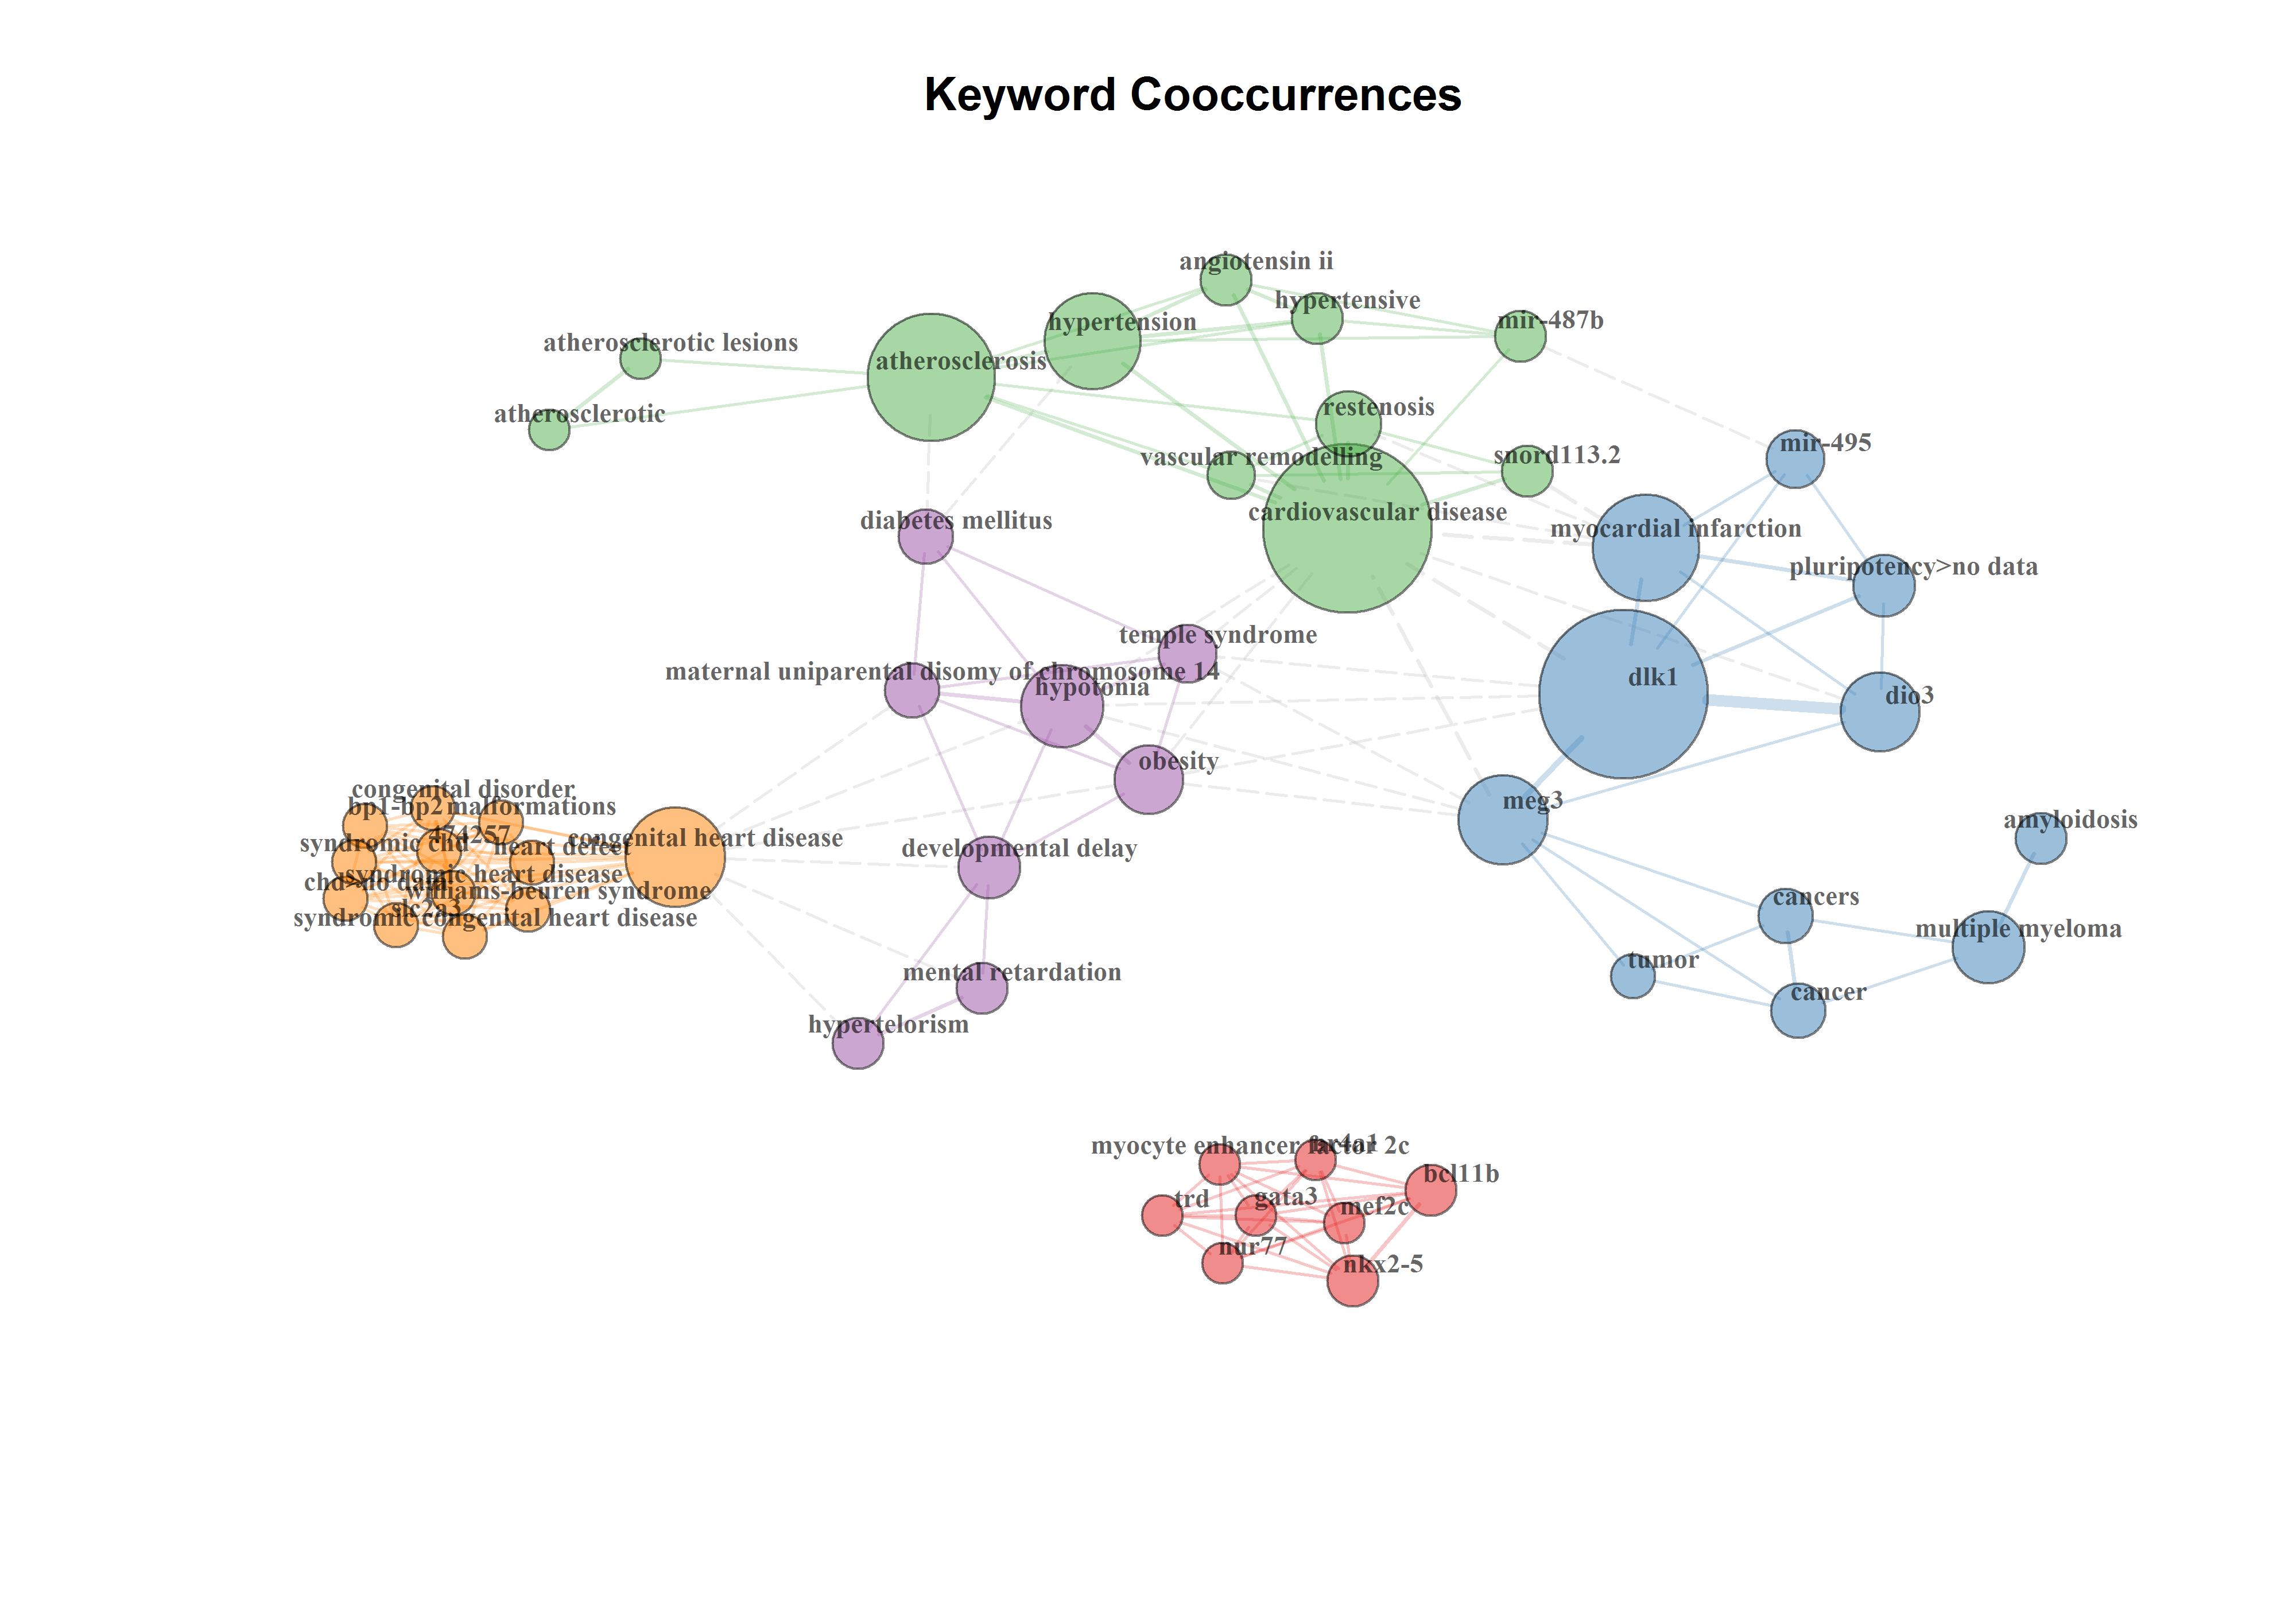 Keyword Cooccurrences
angiotensin ii
hypertensive
hypertension
mir-487b
atherosclerotic lesions
atherosclerosis
atherosclerotic
restenosis
mir-495
vascular remodelling
snord113.2
cardiovascular disease
diabetes mellitus
myocardial infarction
pluripotency>no data
temple syndrome
maternal uniparental disomy of chromosome 14
hypotonia
dlk1
dio3
obesity
congenital disorder
bp1-bp2
malformations
meg3
474257
syndromic chd
heart defect
congenital heart disease
developmental delay
amyloidosis
syndromic heart disease
chd>no data
williams-beuren syndrome
slc2a3
syndromic congenital heart disease
cancers
multiple myeloma
tumor
mental retardation
cancer
hypertelorism
myocyte enhancer factor 2c
nr4a1
bcl11b
trd
gata3
mef2c
nur77
nkx2-5